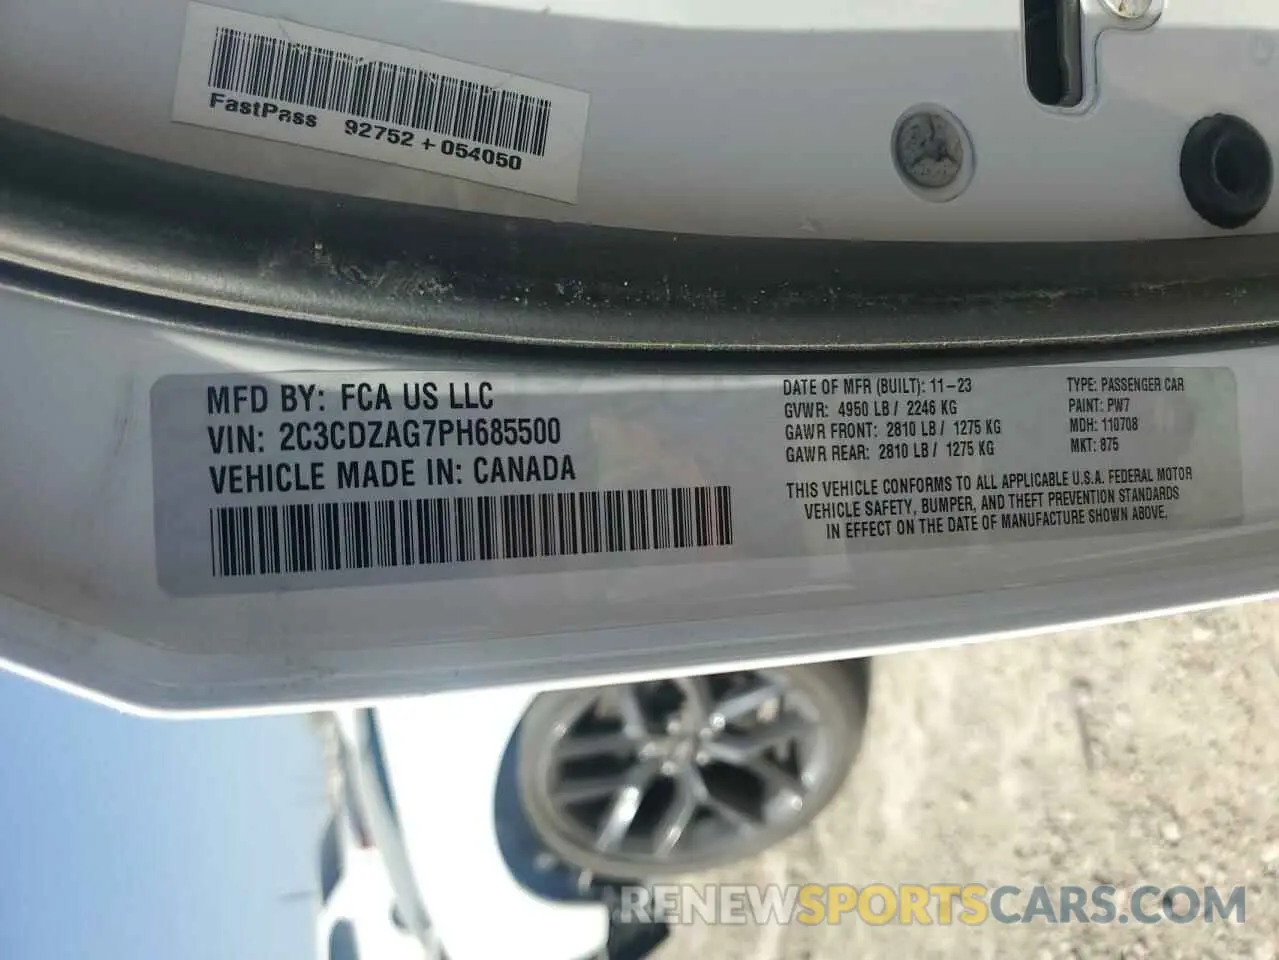 FastPass 92752 + 054050
MFD BY: FCA US LLC
VIN: 2C3CDZAG7PH685500
VEHICLE MADE IN: CANADA
DATE OF MFR (BUILT): 11-23
GVWR: 4950 LB / 2246 KG
GAWR FRONT: 2810 LB / 1275 KG
GAWR REAR: 2810 LB / 1275 KG
TYPE: PASSENGER CAR
PAINT: PW7
MDH: 110708
MKT: 875
THIS VEHICLE CONFORMS TO ALL APPLICABLE U.S.A. FEDERAL MOTOR
VEHICLE SAFETY, BUMPER, AND THEFT PREVENTION STANDARDS
IN EFFECT ON THE DATE OF MANUFACTURE SHOWN ABOVE.
RENEWSPORTSCARS.COM